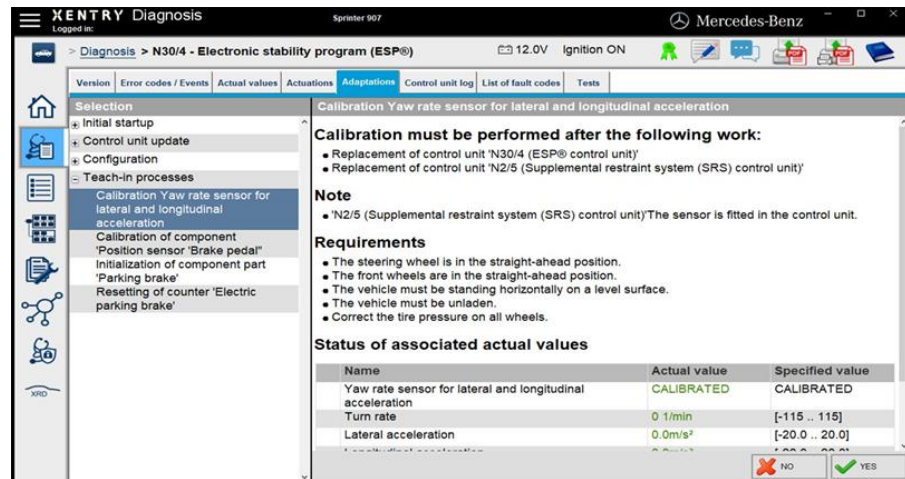 XENTRY Diagnosis
Logged in:
Sprinter 907
Mercedes-Benz
> Diagnosis > N30/4 - Electronic stability program (ESP®)
12.0V Ignition ON
PDF PDF
Version Error codes / Events Actual values Actuations Adaptations Control unit log List of fault codes Tests
Selection
Initial startup
Control unit update
Configuration
Teach-in processes
Calibration Yaw rate sensor for
lateral and longitudinal
acceleration
Calibration of component
'Position sensor 'Brake pedal''
Initialization of component part
'Parking brake'
Resetting of counter 'Electric
parking brake'
XRD
Calibration Yaw rate sensor for lateral and longitudinal acceleration
Calibration must be performed after the following work:
• Replacement of control unit 'N30/4 (ESP® control unit)'
• Replacement of control unit 'N2/5 (Supplemental restraint system (SRS) control unit)'
Note
• 'N2/5 (Supplemental restraint system (SRS) control unit)'The sensor is fitted in the control unit.
Requirements
• The steering wheel is in the straight-ahead position.
• The front wheels are in the straight-ahead position.
• The vehicle must be standing horizontally on a level surface.
• The vehicle must be unladen.
• Correct the tire pressure on all wheels.
Status of associated actual values
Name Actual value Specified value
Yaw rate sensor for lateral and longitudinal CALIBRATED CALIBRATED
acceleration
Turn rate 0 1/min [-115 .. 115]
Lateral acceleration 0.0m/s² [-20.0 .. 20.0]
NO YES